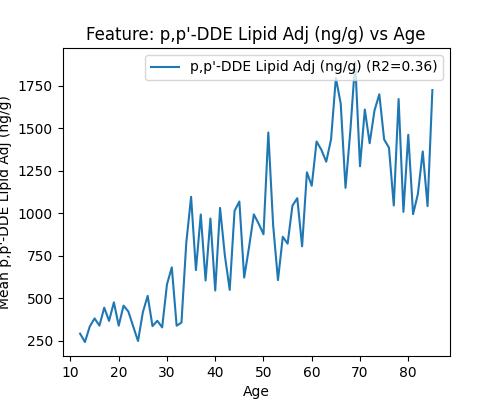 Feature: p,p'-DDE Lipid Adj (ng/g) vs Age
p,p'-DDE Lipid Adj (ng/g) (R2=0.36)
Mean p,p'-DDE Lipid Adj (ng/g)
1750
1500
1250
1000
750
500
250
10 20 30 40 50 60 70 80
Age